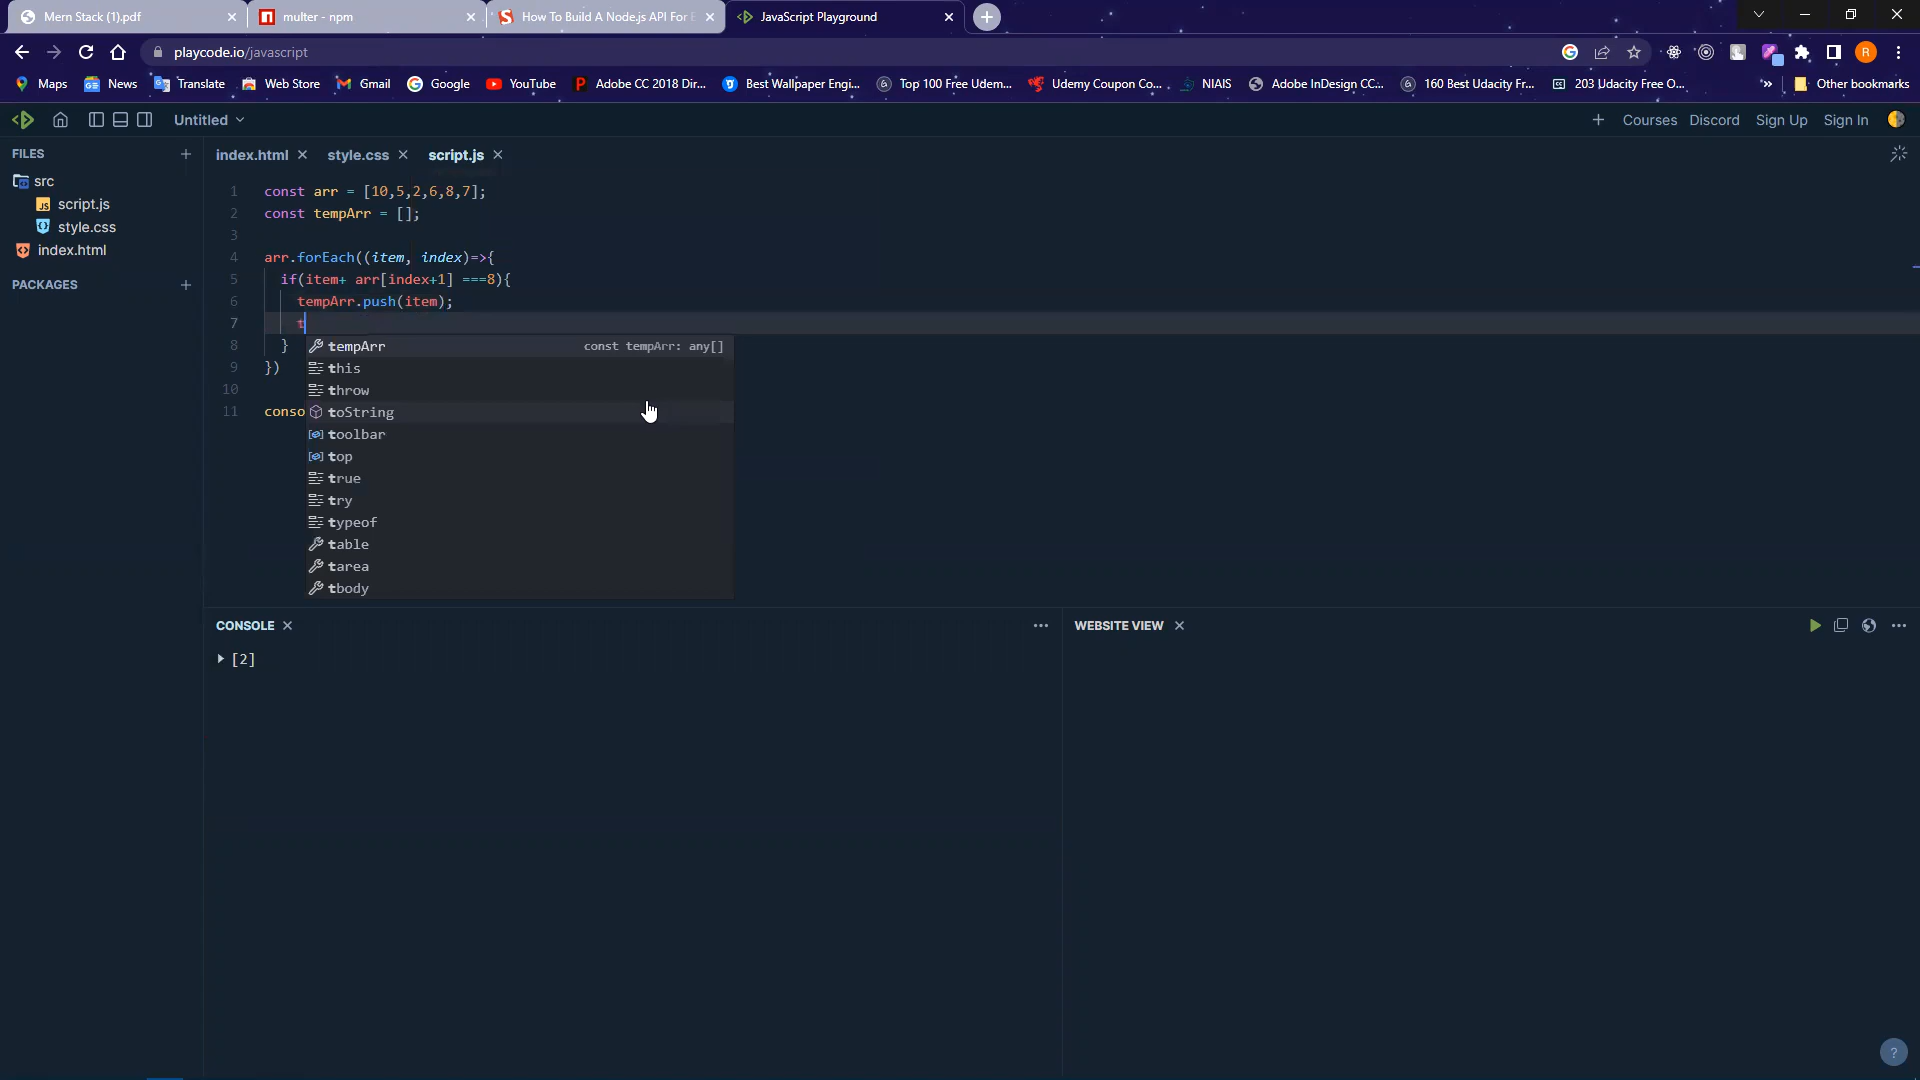 Mern Stack (1).pdf
multer - npm
How To Build A Node.js API For E
JavaScript Playground
playcode.io/javascript
Maps
News
Translate
Web Store
Gmail
Google
YouTube
Adobe CC 2018 Dir...
Best Wallpaper Engi...
Top 100 Free Udem...
Udemy Coupon Co...
NIAIS
Adobe InDesign CC...
160 Best Udacity Fr...
203 Udacity Free O...
»
Other bookmarks
R
Untitled
Courses
Discord
Sign Up
Sign In
FILES
src
script.js
style.css
index.html
PACKAGES
index.html
style.css
script.js
1 const arr = [10,5,2,6,8,7];
2 const tempArr = [];
3
4 arr.forEach((item, index)=>{
5 if(item+ arr[index+1] ===8){
6 tempArr.push(item);
7 t
8 }
9 })
10
11 conso
tempArr const tempArr: any[]
this
throw
toString
toolbar
top
true
try
typeof
table
tarea
tbody
CONSOLE
[2]
WEBSITE VIEW
?